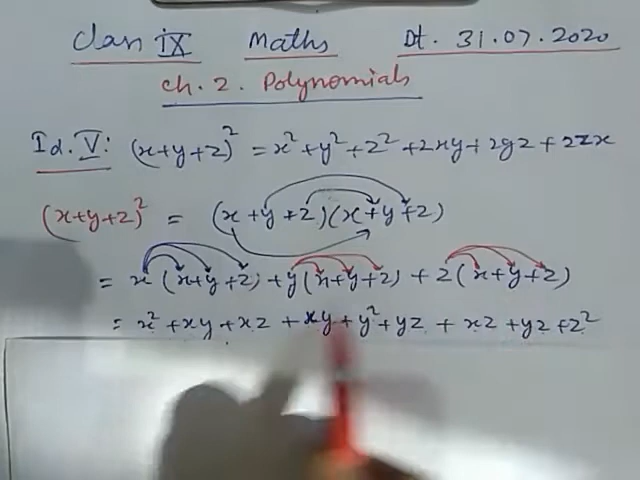 Class IX Maths Dt. 31.07.2020
Ch. 2. Polynomials
Id. V: (x+y+z)² = x²+y²+z²+2xy+2yz+2zx
(x+y+z)² = (x+y+z)(x+y+z)
= x(x+y+z)+y(x+y+z)+z(x+y+z)
= x²+xy+xz+xy+y²+yz+xz+yz+z²